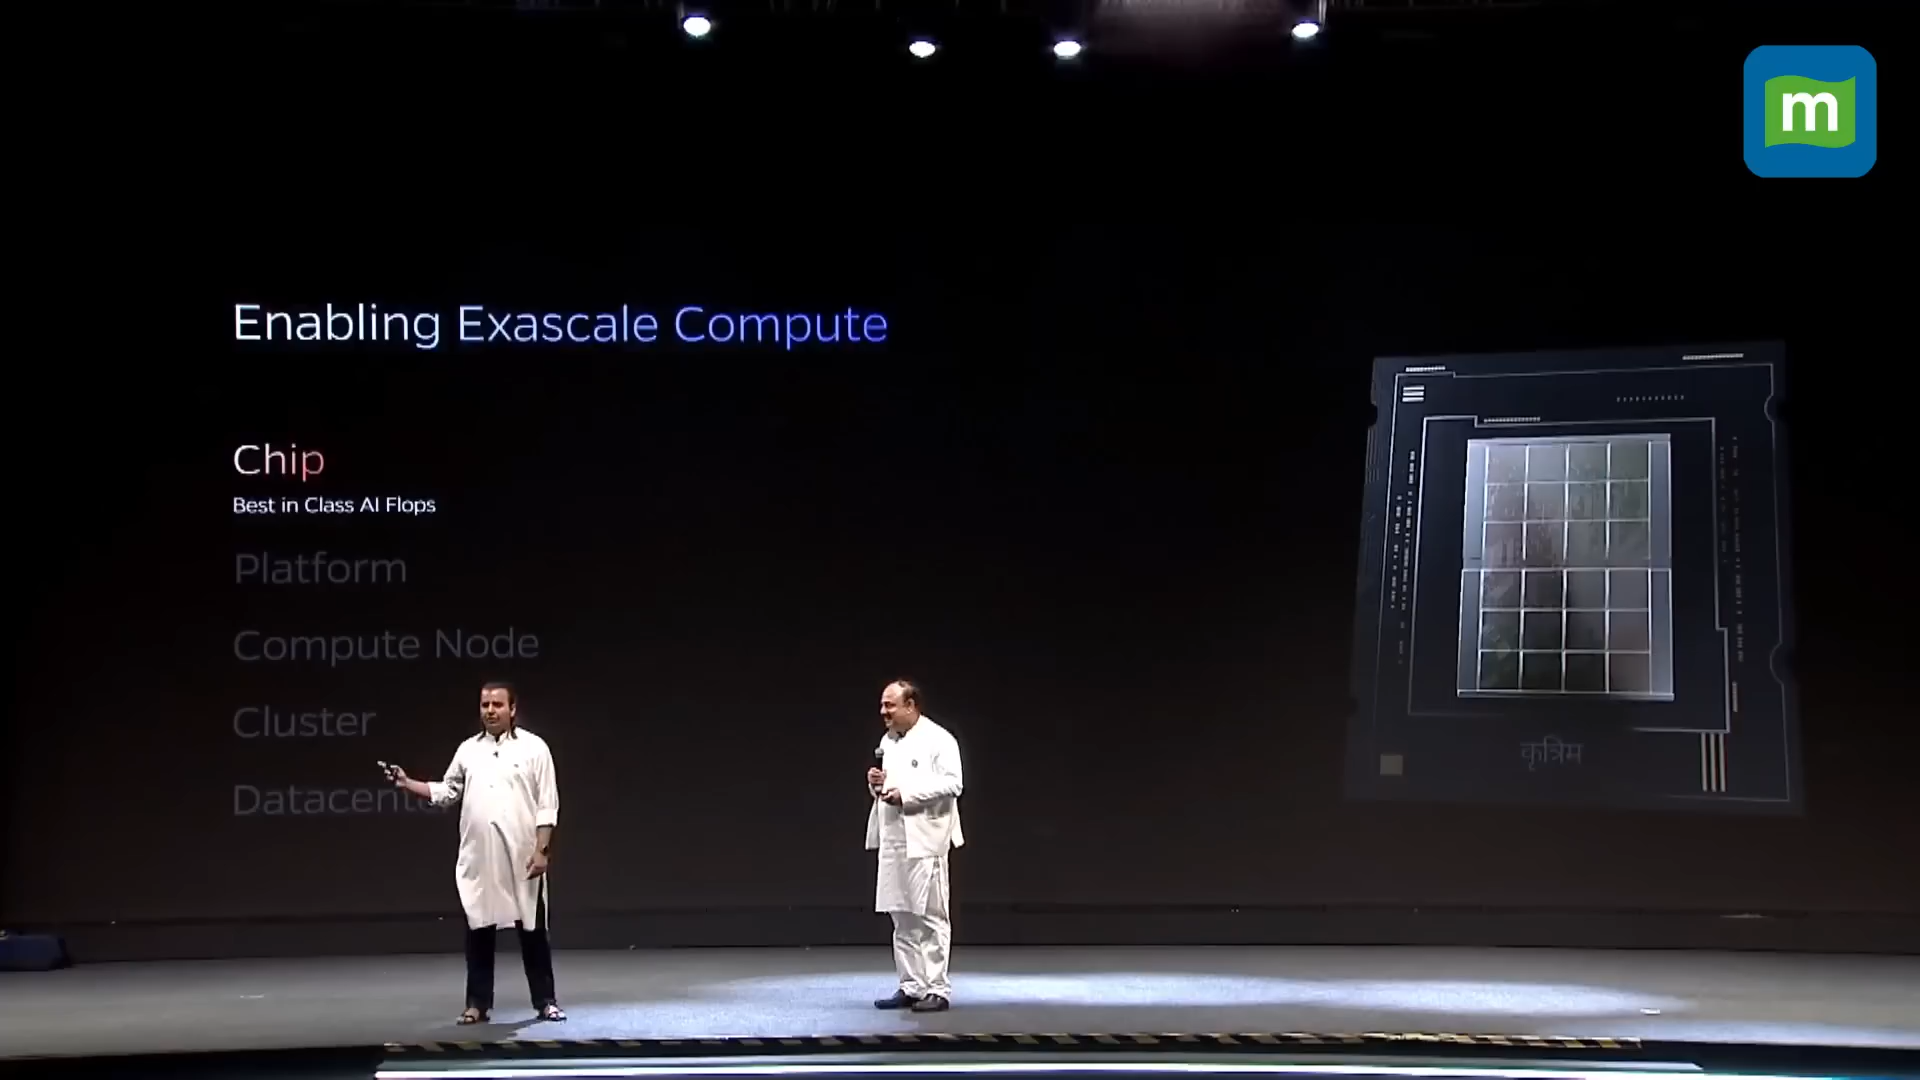 m
Enabling Exascale Compute
Chip
Best in Class AI Flops
Platform
Compute Node
Cluster
कृत्रिम